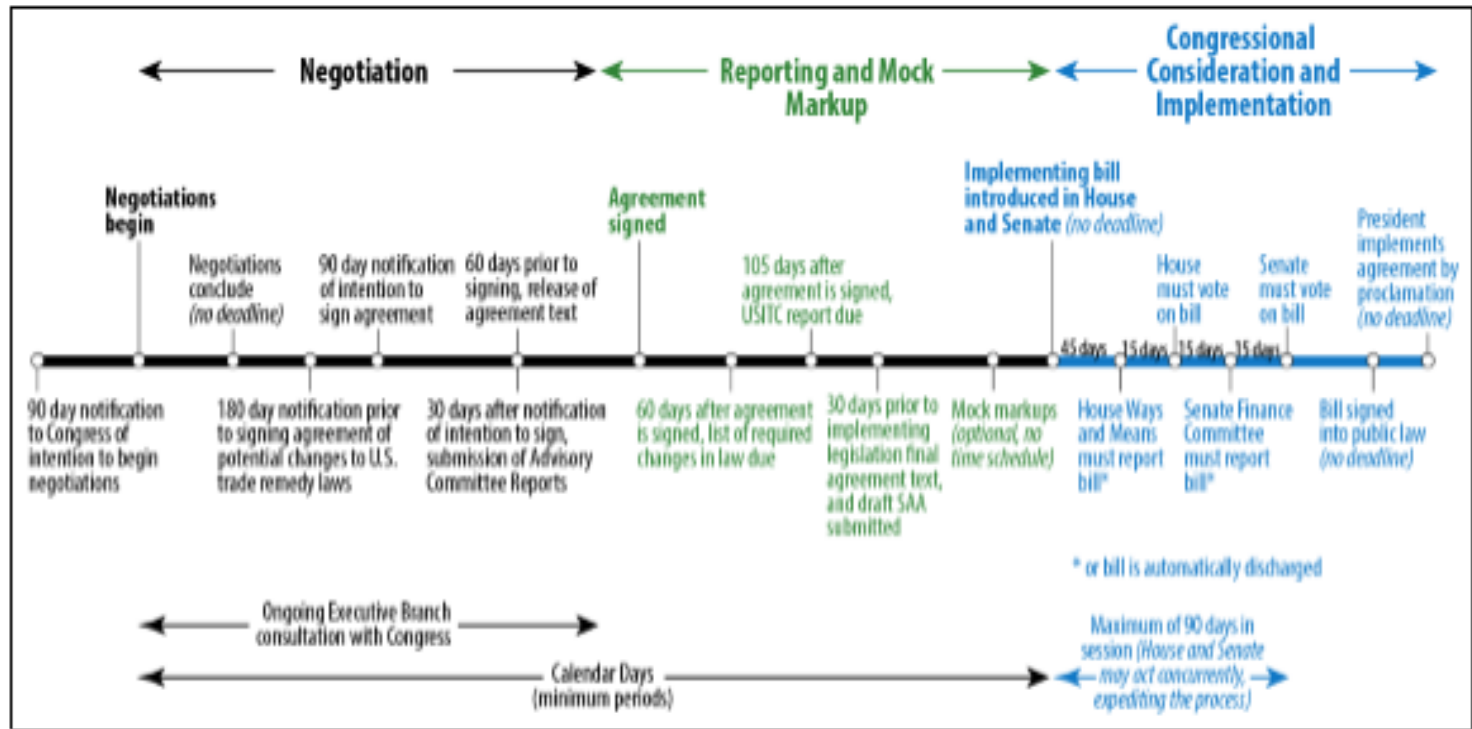 Negotiation
Reporting and Mock
Markup
Congressional
Consideration and
Implementation
Negotiations
begin
Agreement
signed
Implementing bill
introduced in House
and Senate (no deadline)
Negotiations
conclude
(no deadline)
90 day notification
of intention to
sign agreement
60 days prior to
signing, release of
agreement text
105 days after
agreement is signed,
USITC report due
House
must vote
on bill
Senate
must vote
on bill
President
implements
agreement by
proclamation
(no deadline)
45 days
15 days
15 days
15 days
90 day notification
to Congress of
intention to begin
negotiations
180 day notification prior
to signing agreement of
potential changes to U.S.
trade remedy laws
30 days after notification
of intention to sign,
submission of Advisory
Committee Reports
60 days after agreement
is signed, list of required
changes in law due
30 days prior to
implementing
legislation final
agreement text,
and draft SAA
submitted
Mock markups
(optional, no
time schedule)
House Ways
and Means
must report
bill*
Senate Finance
Committee
must report
bill*
Bill signed
into public law
(no deadline)
* or bill is automatically discharged
Ongoing Executive Branch
consultation with Congress
Calendar Days
(minimum periods)
Maximum of 90 days in
session (House and Senate
may act concurrently,
expediting the process)